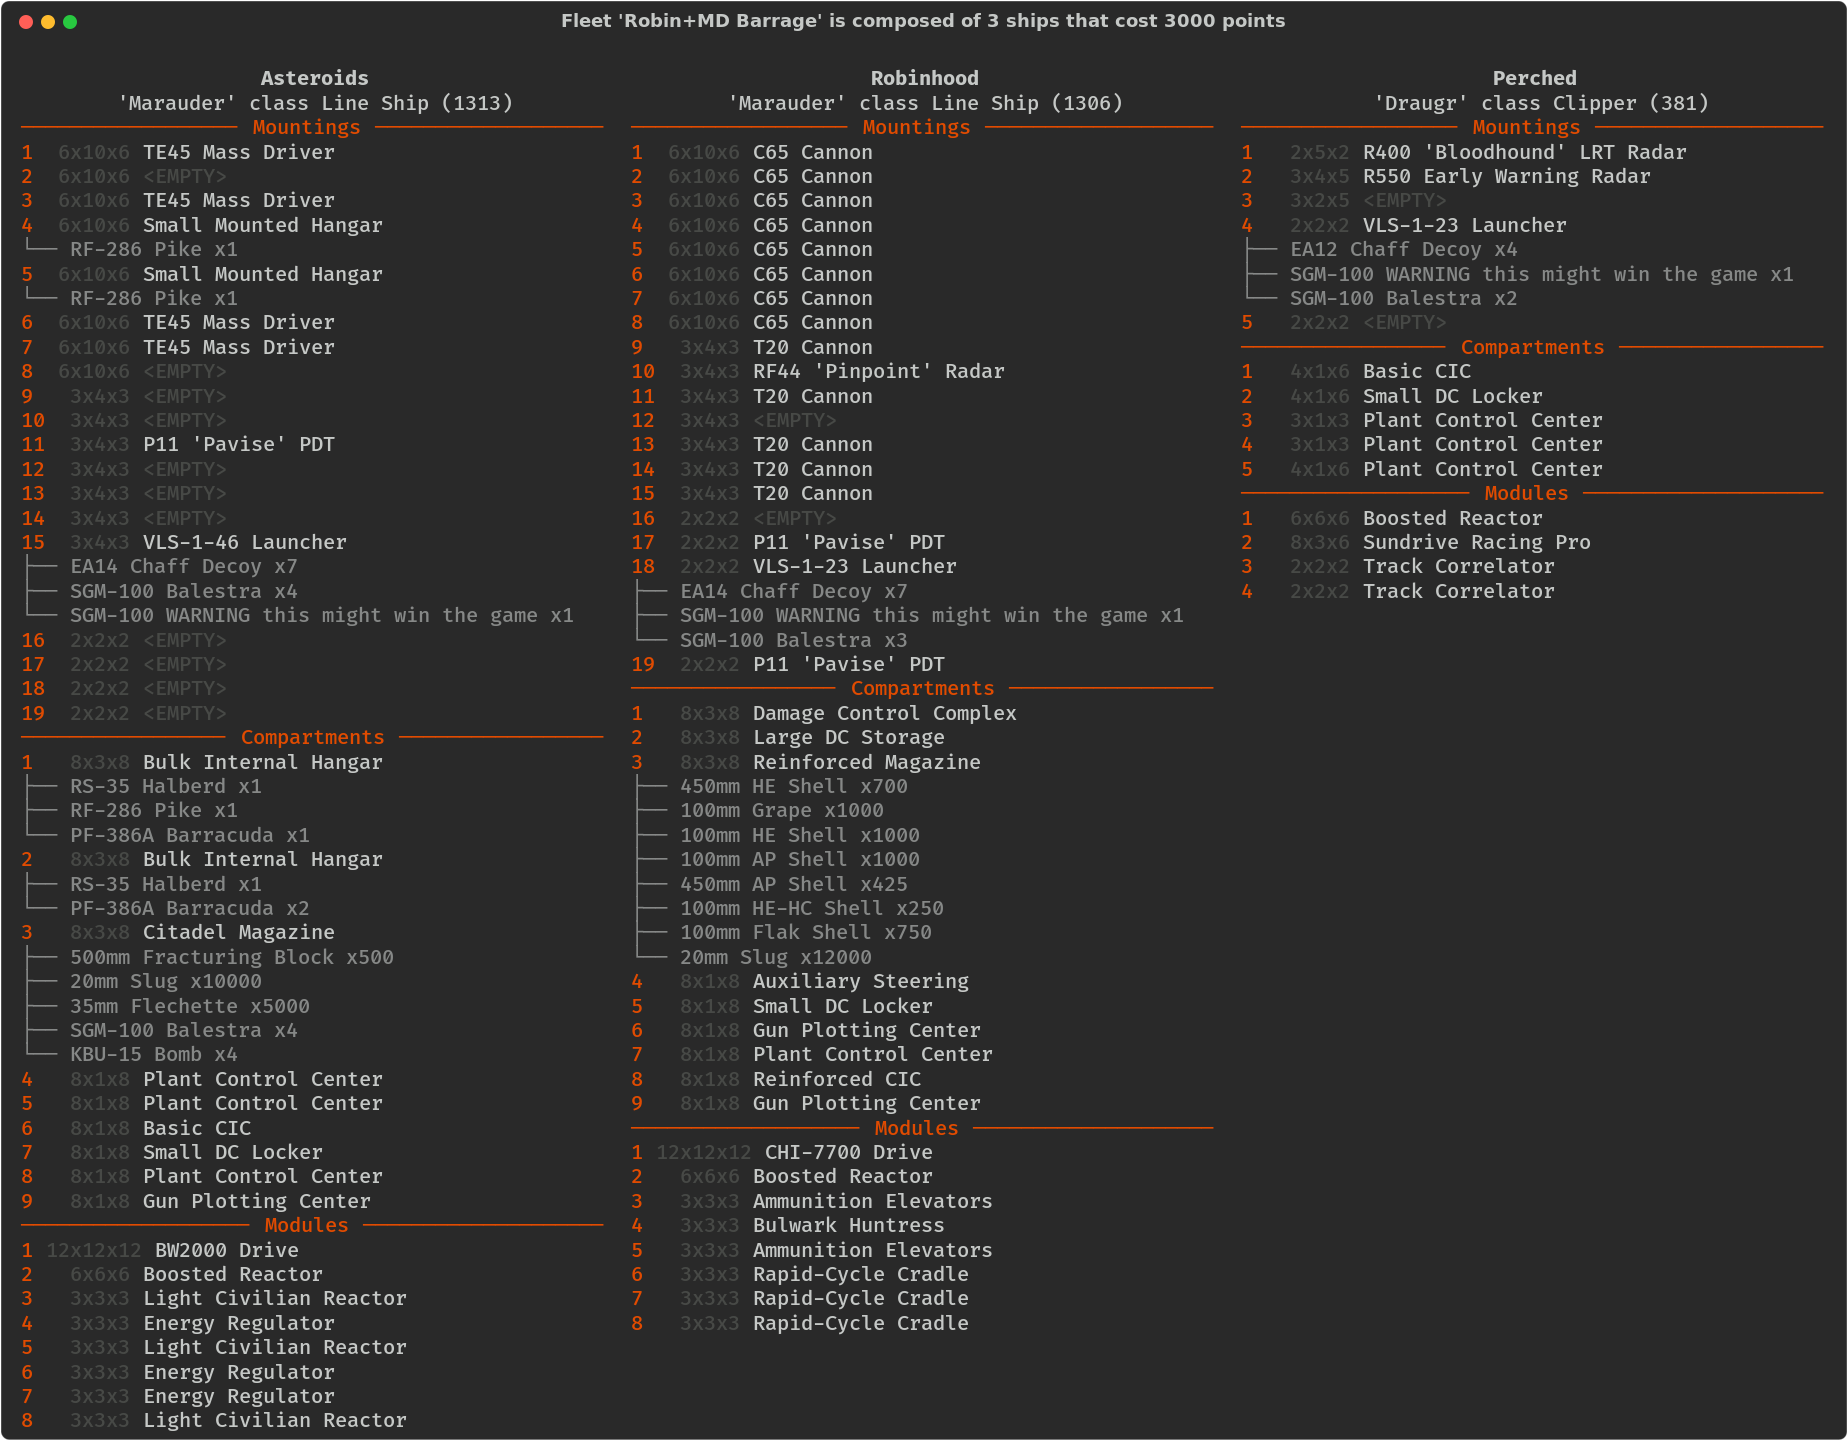 Fleet 'Robin+MD Barrage' is composed of 3 ships that cost 3000 points
Asteroids
'Marauder' class Line Ship (1313)
Mountings
1 6x10x6 TE45 Mass Driver
2 6x10x6 <EMPTY>
3 6x10x6 TE45 Mass Driver
4 6x10x6 Small Mounted Hangar
RF-286 Pike x1
5 6x10x6 Small Mounted Hangar
RF-286 Pike x1
6 6x10x6 TE45 Mass Driver
7 6x10x6 TE45 Mass Driver
8 6x10x6 <EMPTY>
9 3x4x3 <EMPTY>
10 3x4x3 <EMPTY>
11 3x4x3 P11 'Pavise' PDT
12 3x4x3 <EMPTY>
13 3x4x3 <EMPTY>
14 3x4x3 <EMPTY>
15 3x4x3 VLS-1-46 Launcher
EA14 Chaff Decoy x7
SGM-100 Balestra x4
SGM-100 WARNING this might win the game x1
16 2x2x2 <EMPTY>
17 2x2x2 <EMPTY>
18 2x2x2 <EMPTY>
19 2x2x2 <EMPTY>
Compartments
1 8x3x8 Bulk Internal Hangar
RS-35 Halberd x1
RF-286 Pike x1
PF-386A Barracuda x1
2 8x3x8 Bulk Internal Hangar
RS-35 Halberd x1
PF-386A Barracuda x2
3 8x3x8 Citadel Magazine
500mm Fracturing Block x500
20mm Slug x10000
35mm Flechette x5000
SGM-100 Balestra x4
KBU-15 Bomb x4
4 8x1x8 Plant Control Center
5 8x1x8 Plant Control Center
6 8x1x8 Basic CIC
7 8x1x8 Small DC Locker
8 8x1x8 Plant Control Center
9 8x1x8 Gun Plotting Center
Modules
1 12x12x12 BW2000 Drive
2 6x6x6 Boosted Reactor
3 3x3x3 Light Civilian Reactor
4 3x3x3 Energy Regulator
5 3x3x3 Light Civilian Reactor
6 3x3x3 Energy Regulator
7 3x3x3 Energy Regulator
8 3x3x3 Light Civilian Reactor
Robinhood
'Marauder' class Line Ship (1306)
Mountings
1 6x10x6 C65 Cannon
2 6x10x6 C65 Cannon
3 6x10x6 C65 Cannon
4 6x10x6 C65 Cannon
5 6x10x6 C65 Cannon
6 6x10x6 C65 Cannon
7 6x10x6 C65 Cannon
8 6x10x6 C65 Cannon
9 3x4x3 T20 Cannon
10 3x4x3 RF44 'Pinpoint' Radar
11 3x4x3 T20 Cannon
12 3x4x3 <EMPTY>
13 3x4x3 T20 Cannon
14 3x4x3 T20 Cannon
15 3x4x3 T20 Cannon
16 2x2x2 <EMPTY>
17 2x2x2 P11 'Pavise' PDT
18 2x2x2 VLS-1-23 Launcher
EA14 Chaff Decoy x7
SGM-100 WARNING this might win the game x1
SGM-100 Balestra x3
19 2x2x2 P11 'Pavise' PDT
Compartments
1 8x3x8 Damage Control Complex
2 8x3x8 Large DC Storage
3 8x3x8 Reinforced Magazine
450mm HE Shell x700
100mm Grape x1000
100mm HE Shell x1000
100mm AP Shell x1000
450mm AP Shell x425
100mm HE-HC Shell x250
100mm Flak Shell x750
20mm Slug x12000
4 8x1x8 Auxiliary Steering
5 8x1x8 Small DC Locker
6 8x1x8 Gun Plotting Center
7 8x1x8 Plant Control Center
8 8x1x8 Reinforced CIC
9 8x1x8 Gun Plotting Center
Modules
1 12x12x12 CHI-7700 Drive
2 6x6x6 Boosted Reactor
3 3x3x3 Ammunition Elevators
4 3x3x3 Bulwark Huntress
5 3x3x3 Ammunition Elevators
6 3x3x3 Rapid-Cycle Cradle
7 3x3x3 Rapid-Cycle Cradle
8 3x3x3 Rapid-Cycle Cradle
Perched
'Draugr' class Clipper (381)
Mountings
1 2x5x2 R400 'Bloodhound' LRT Radar
2 3x4x5 R550 Early Warning Radar
3 3x2x5 <EMPTY>
4 2x2x2 VLS-1-23 Launcher
EA12 Chaff Decoy x4
SGM-100 WARNING this might win the game x1
SGM-100 Balestra x2
5 2x2x2 <EMPTY>
Compartments
1 4x1x6 Basic CIC
2 4x1x6 Small DC Locker
3 3x1x3 Plant Control Center
4 3x1x3 Plant Control Center
5 4x1x6 Plant Control Center
Modules
1 6x6x6 Boosted Reactor
2 8x3x6 Sundrive Racing Pro
3 2x2x2 Track Correlator
4 2x2x2 Track Correlator